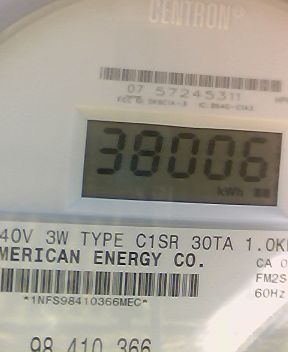 CENTRON®
07 57245311
38006
kWh
40V 3W TYPE C1SR 30TA 1.0K
MERICAN ENERGY CO.
CA 0
FM2S
60Hz
*1NFS98410366MEC*
98 410 366